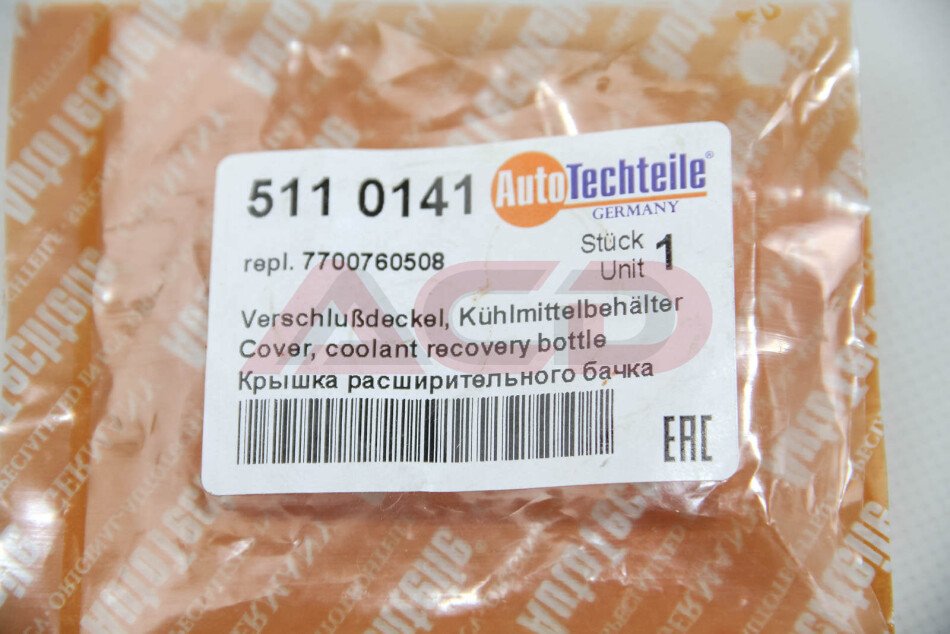 511 0141
AutoTechteile®
GERMANY
repl. 7700760508
Stück
Unit 1
ACD
Verschlußdeckel, Kühlmittelbehälter
Cover, coolant recovery bottle
Крышка расширительного бачка
EAC